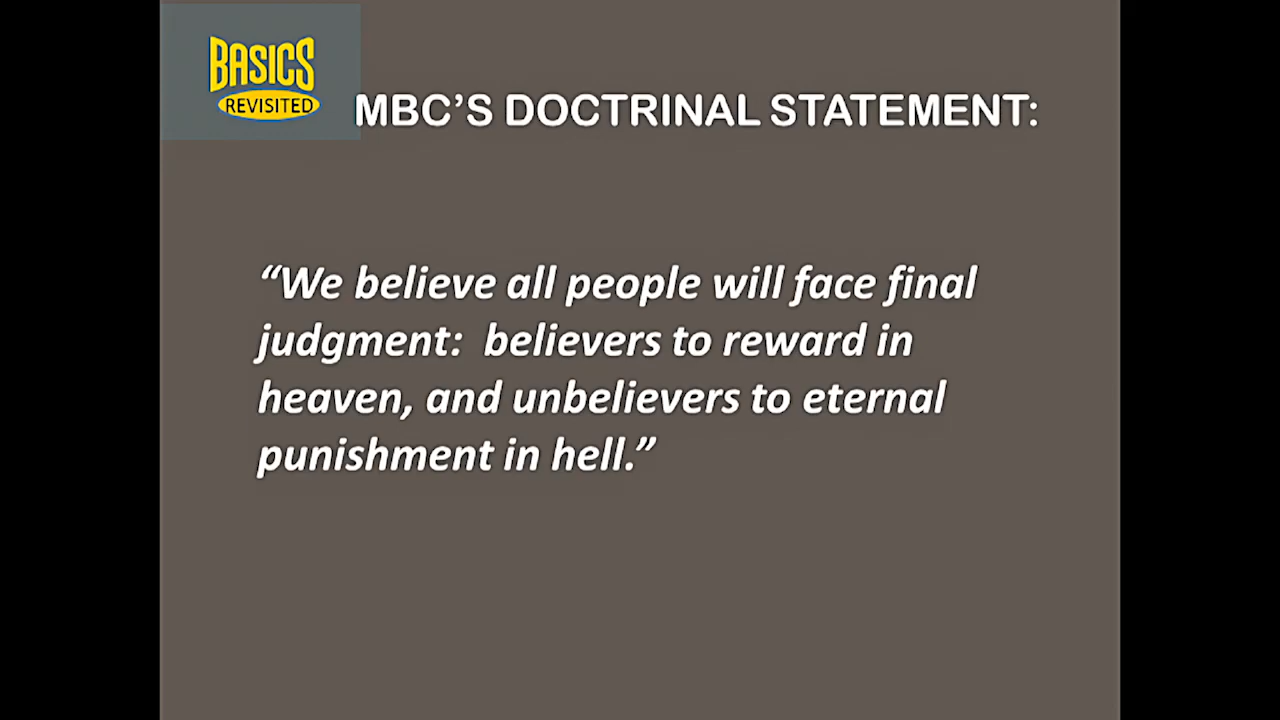 BASICS
REVISITED
MBC’S DOCTRINAL STATEMENT:
“We believe all people will face final
judgment:  believers to reward in
heaven, and unbelievers to eternal
punishment in hell.”